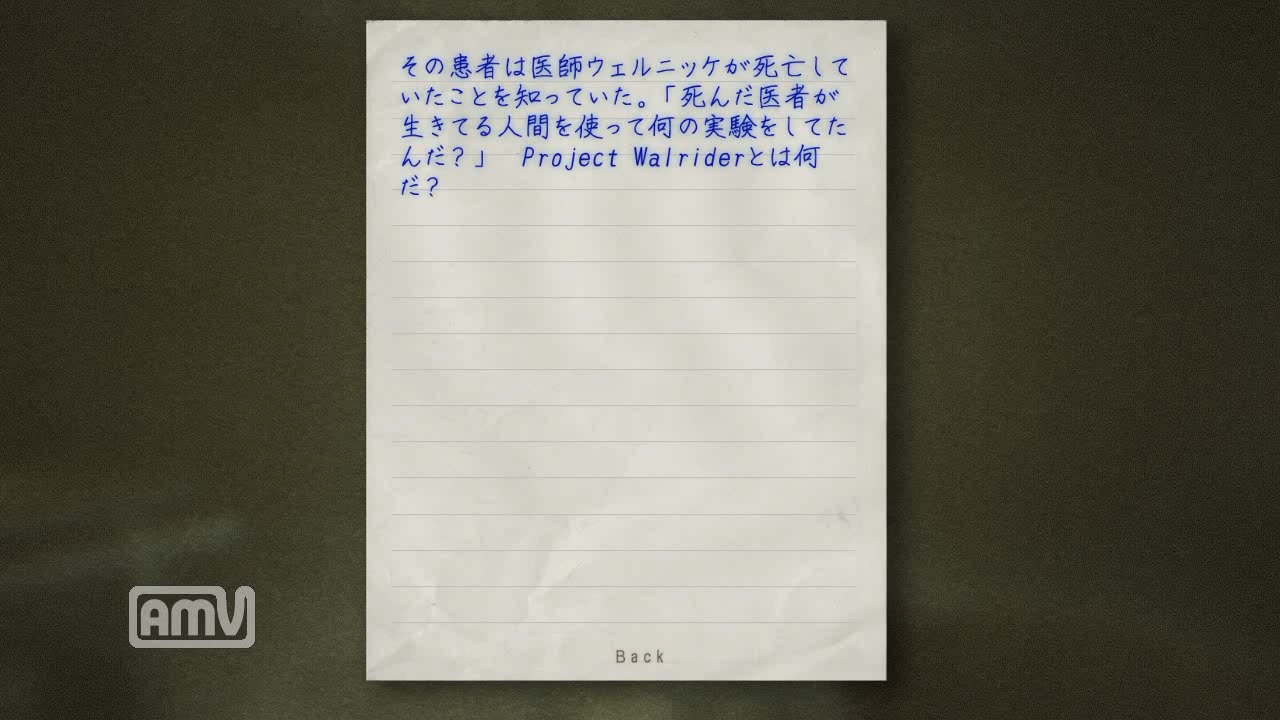 その患者は医師ウェルニッケが死亡して
いたことを知っていた。「死んだ医者が
生きてる人間を使って何の実験をしてた
んだ?」　Project Walriderとは何
だ?
AMV
Back